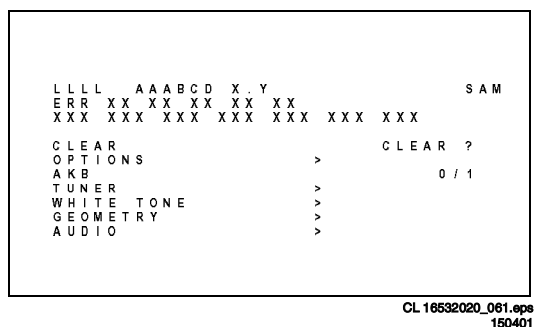 LLLL AAABCD X.Y SAM
ERR XX XX XX XX XX
XXX XXX XXX XXX XXX XXX XXX
CLEAR CLEAR ?
OPTIONS >
AKB 0/1
TUNER >
WHITE TONE >
GEOMETRY >
AUDIO >
CL 16532020_061.eps
150401